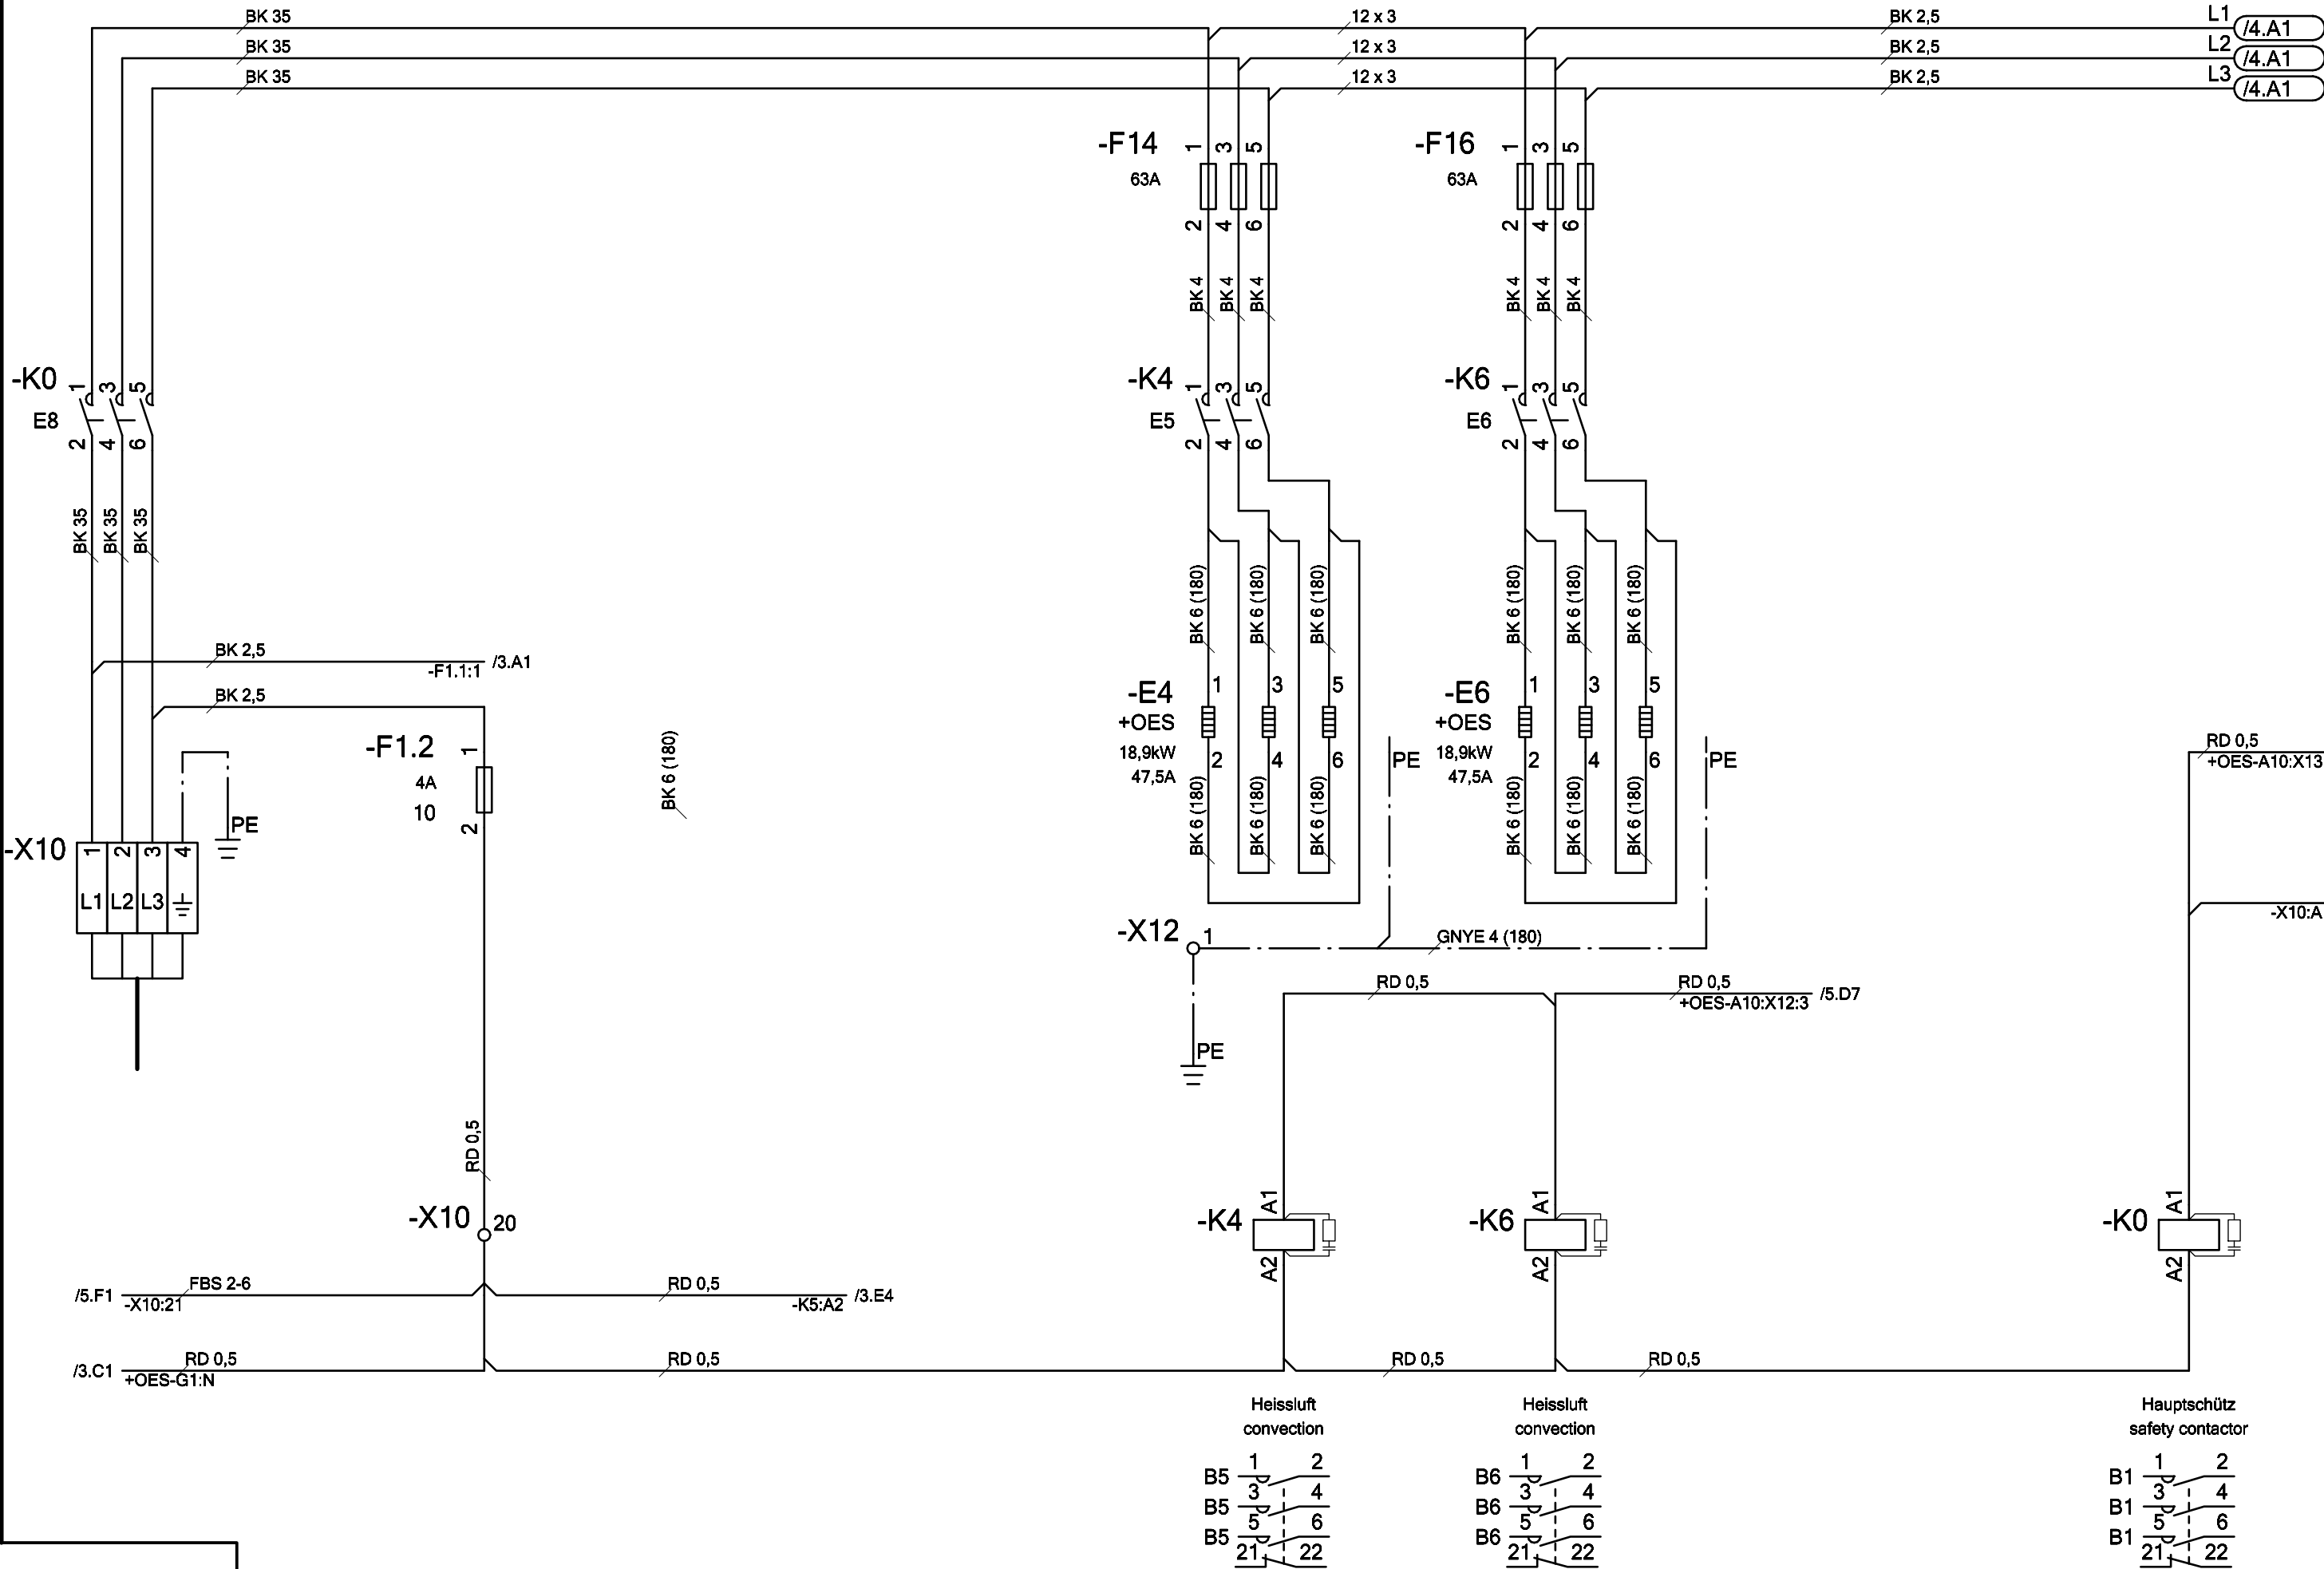 BK 35
12 x 3
BK 2,5
L1
/4.A1
BK 35
12 x 3
BK 2,5
L2
/4.A1
BK 35
12 x 3
BK 2,5
L3
/4.A1
-F14
63A
1
3
5
2
4
6
-F16
63A
1
3
5
2
4
6
BK 4
BK 4
BK 4
BK 4
BK 4
BK 4
-K0
E8
1
3
5
2
4
6
-K4
E5
1
3
5
2
4
6
-K6
E6
1
3
5
2
4
6
BK 35
BK 35
BK 35
BK 6 (180)
BK 6 (180)
BK 6 (180)
BK 6 (180)
BK 6 (180)
BK 6 (180)
BK 2,5
-F1.1:1
/3.A1
BK 2,5
-E4
+OES
18,9kW
47,5A
1
3
5
2
4
6
PE
-E6
+OES
18,9kW
47,5A
1
3
5
2
4
6
PE
RD 0,5
+OES-A10:X13
-F1.2
4A
10
1
2
BK 6 (180)
BK 6 (180)
BK 6 (180)
BK 6 (180)
BK 6 (180)
BK 6 (180)
BK 6 (180)
PE
-X10
1
2
3
4
L1
L2
L3
-X10:A
-X12
1
GNYE 4 (180)
RD 0,5
RD 0,5
+OES-A10:X12:3
/5.D7
PE
RD 0,5
-X10
20
-K4
A1
A2
-K6
A1
A2
-K0
A1
A2
/5.F1
FBS 2-6
-X10:21
RD 0,5
-K5:A2
/3.E4
/3.C1
RD 0,5
+OES-G1:N
RD 0,5
RD 0,5
RD 0,5
Heissluft
convection
Heissluft
convection
Hauptschütz
safety contactor
B5
1
2
B5
3
4
B5
5
6
21
22
B6
1
2
B6
3
4
B6
5
6
21
22
B1
1
2
B1
3
4
B1
5
6
21
22